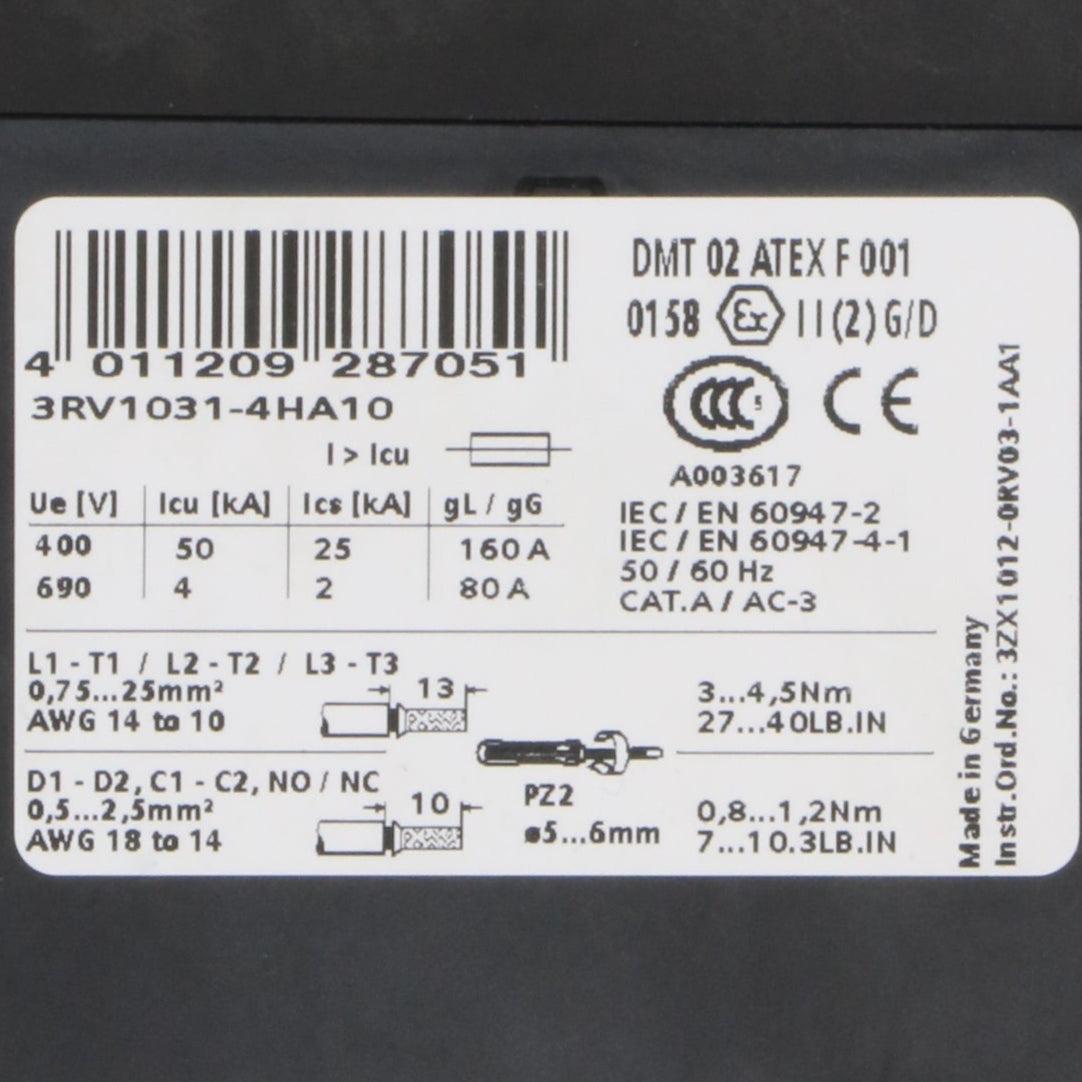 4 011209 287051
3RV1031-4HA10
I > Icu
Ue [V] Icu [kA] Ics [kA] gL / gG
400 50 25 160 A
690 4 2 80 A
DMT 02 ATEX F 001
0158 Ex II (2) G/D
CCC S CE
A003617
IEC / EN 60947-2
IEC / EN 60947-4-1
50 / 60 Hz
CAT.A / AC-3
L1 - T1 / L2 - T2 / L3 - T3
0,75...25mm²
AWG 14 to 10
13
3...4,5Nm
27...40LB.IN
D1 - D2, C1 - C2, NO / NC
0,5...2,5mm²
AWG 18 to 14
10
PZ2
ø5...6mm
0,8...1,2Nm
7...10.3LB.IN
Made in Germany
Instr.Ord.No.: 3ZX1012-0RV03-1AA1